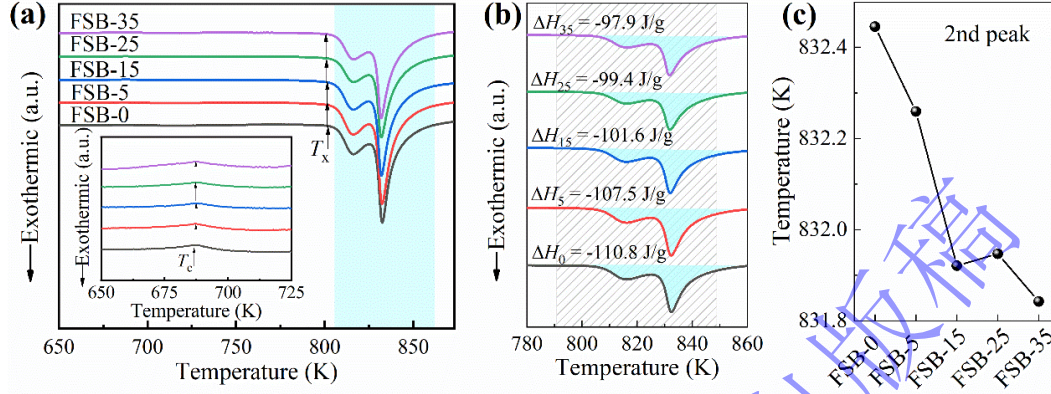 (a)
FSB-35
FSB-25
FSB-15
FSB-5
FSB-0
Tx
Exothermic (a.u.)
650 700 750 800 850
Temperature (K)
Exothermic (a.u.)
Tc
650 675 700 725
Temperature (K)
(b)
ΔH35 = -97.9 J/g
ΔH25 = -99.4 J/g
ΔH15 = -101.6 J/g
ΔH5 = -107.5 J/g
ΔH0 = -110.8 J/g
Exothermic (a.u.)
780 800 820 840 860
Temperature (K)
(c)
2nd peak
832.4
832.2
832.0
831.8
Temperature (K)
FSB-0
FSB-5
FSB-15
FSB-25
FSB-35
版稿